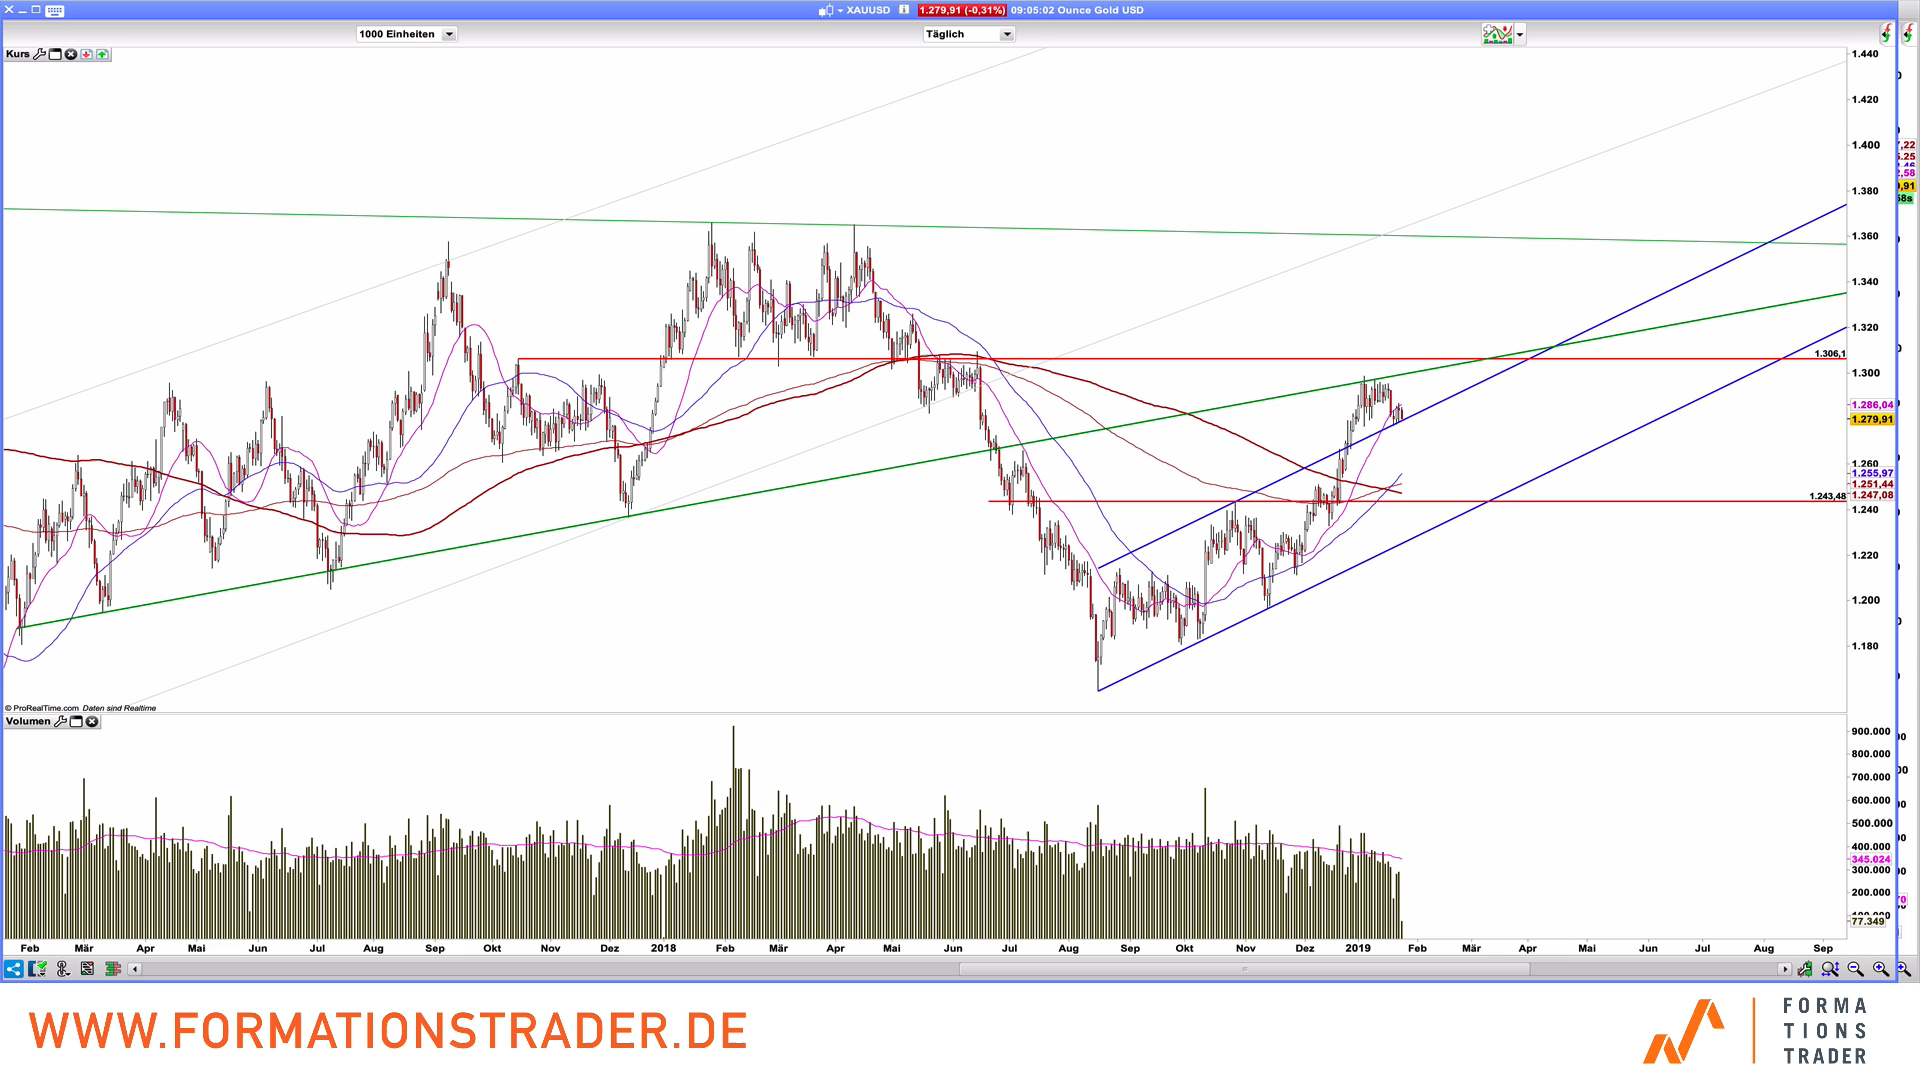 XAUUSD 1.279,91 (-0,31%) 09:05:02 Ounce Gold USD
1000 Einheiten
Täglich
Kurs
1.440
1.420
1.400
1.380
1.360
1.340
1.320
1.306,1
1.300
1.286,04
1.279,91
1.260
1.255,97
1.251,44
1.243,48
1.247,08
1.240
1.220
1.200
1.180
© ProRealTime.com Daten sind Realtime
Volumen
900.000
800.000
700.000
600.000
500.000
400.000
345.024
300.000
200.000
100.000
77.349
Feb Mär Apr Mai Jun Jul Aug Sep Okt Nov Dez 2018 Feb Mär Apr Mai Jun Jul Aug Sep Okt Nov Dez 2019 Feb Mär Apr Mai Jun Jul Aug Sep
WWW.FORMATIONSTRADER.DE
FORMA
TIONS
TRADER